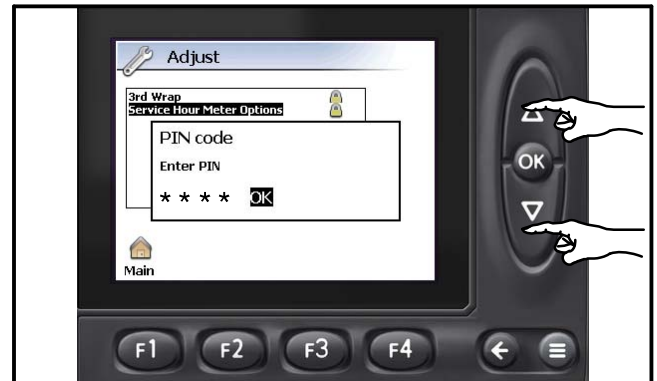 Adjust
3rd Wrap
Service Hour Meter Options
PIN code
Enter PIN
* * * * OK
Main
OK
F1 F2 F3 F4